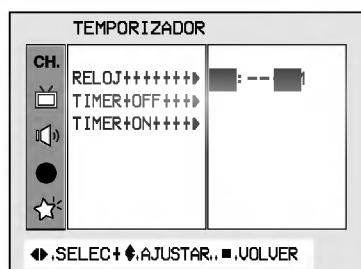 TEMPORIZADOR
CH.
RELOJ+++++++▶ :--
TIMER+OFF+++▶
TIMER+ON++++▶
◀▶.SELEC+ ♦.AJUSTAR.. ■.VOLVER